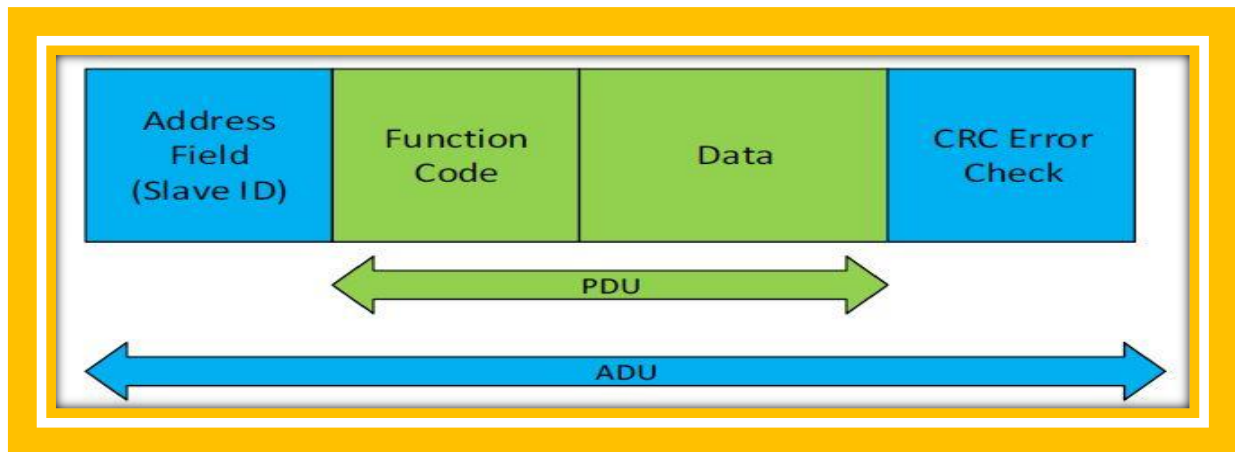 Address
Field
(Slave ID)
Function
Code
Data
CRC Error
Check
PDU
ADU